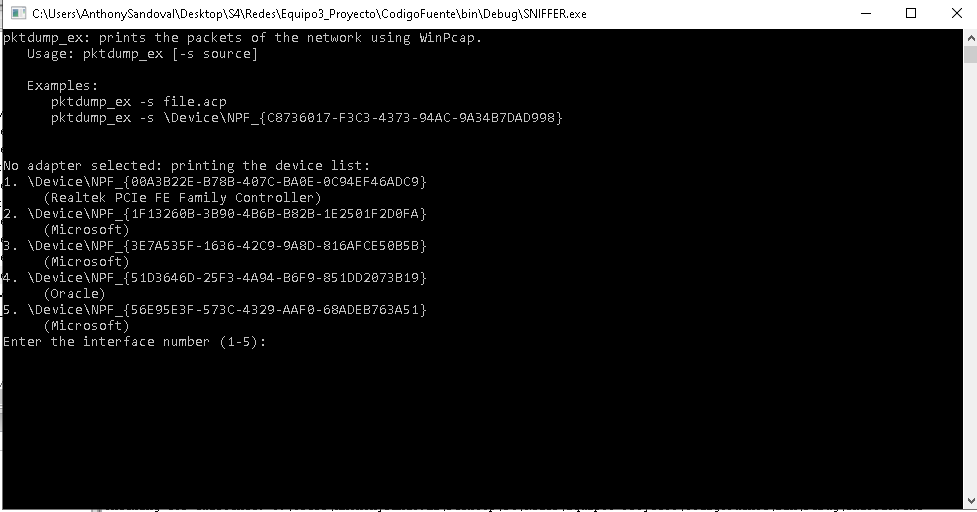 C:\Users\AnthonySandoval\Desktop\S4\Redes\Equipo3_Proyecto\CodigoFuente\bin\Debug\SNIFFER.exe
pktdump_ex: prints the packets of the network using WinPcap.
Usage: pktdump_ex [-s source]
Examples:
pktdump_ex -s file.acp
pktdump_ex -s \Device\NPF_{C8736017-F3C3-4373-94AC-9A34B7DAD998}
No adapter selected: printing the device list:
1. \Device\NPF_{00A3B22E-B78B-407C-BA0E-0C94EF46ADC9}
(Realtek PCIe FE Family Controller)
2. \Device\NPF_{1F13260B-3B90-4B6B-B82B-1E2501F2D0FA}
(Microsoft)
3. \Device\NPF_{3E7A535F-1636-42C9-9A8D-816AFCE50B5B}
(Microsoft)
4. \Device\NPF_{51D3646D-25F3-4A94-B6F9-851DD2073B19}
(Oracle)
5. \Device\NPF_{56E95E3F-573C-4329-AAF0-68ADEB763A51}
(Microsoft)
Enter the interface number (1-5):